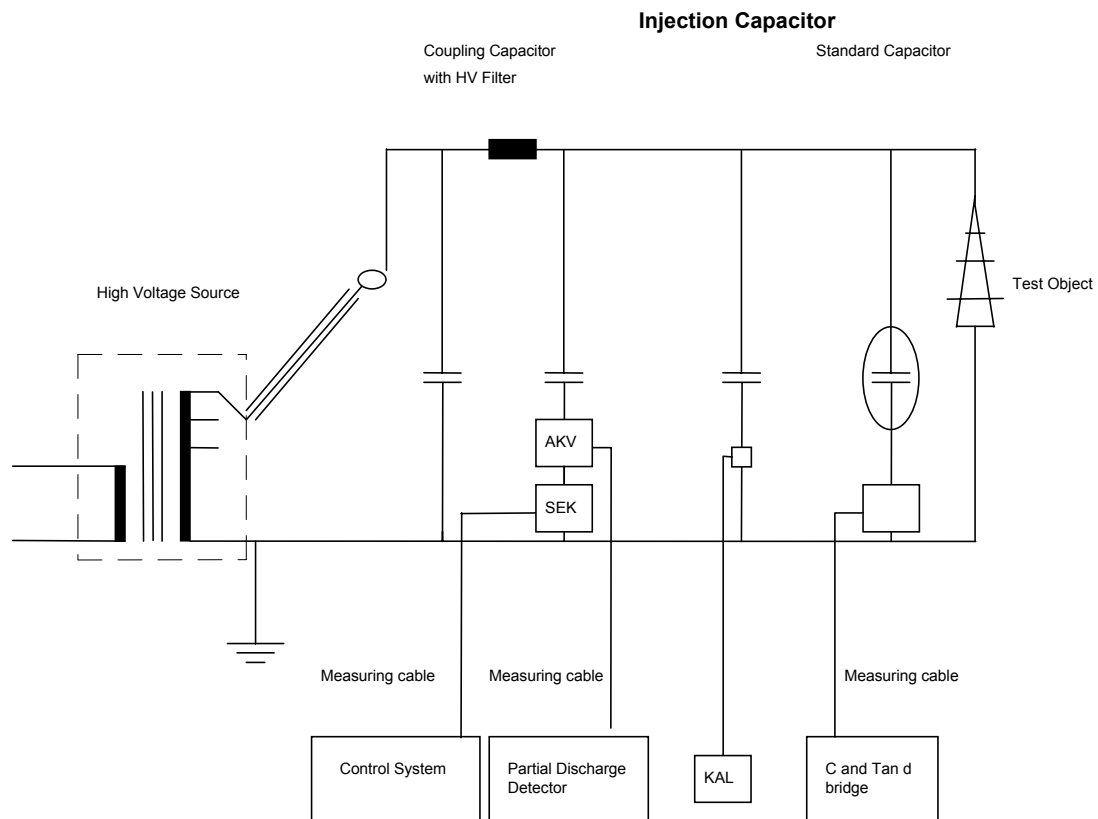 Injection Capacitor
Coupling Capacitor
with HV Filter
Standard Capacitor
High Voltage Source
Test Object
AKV
SEK
Measuring cable
Measuring cable
Measuring cable
Control System
Partial Discharge
Detector
KAL
C and Tan d
bridge